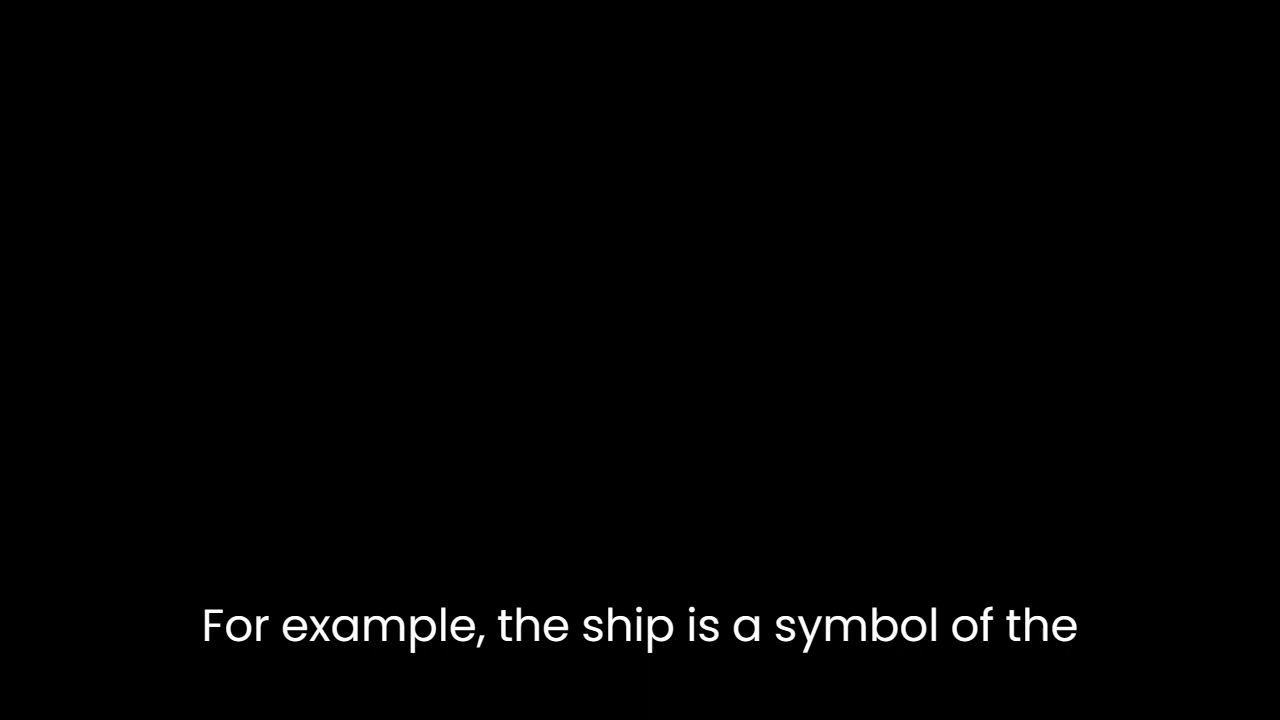 For example, the ship is a symbol of the